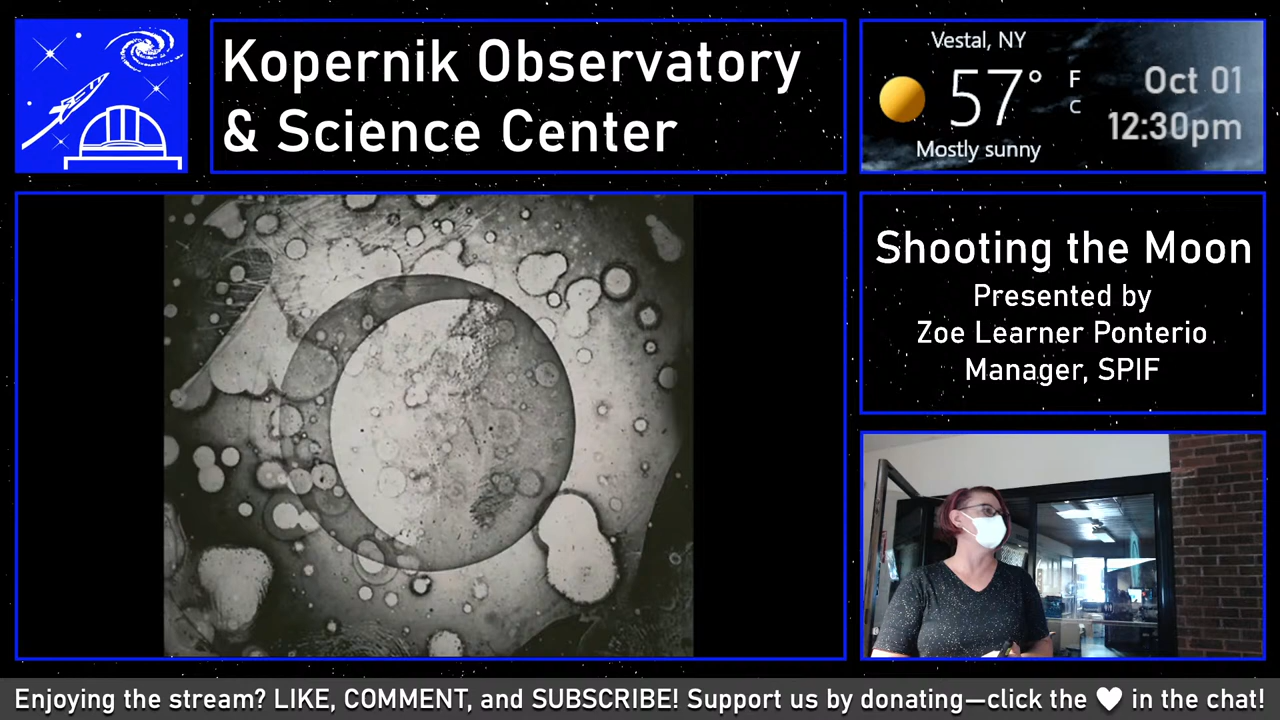 Kopernik Observatory
& Science Center
Vestal, NY
57° F
C
Mostly sunny
Oct 01
12:30pm
Shooting the Moon
Presented by
Zoe Learner Ponterio
Manager, SPIF
Enjoying the stream? LIKE, COMMENT, and SUBSCRIBE! Support us by donating—click the ♥ in the chat!